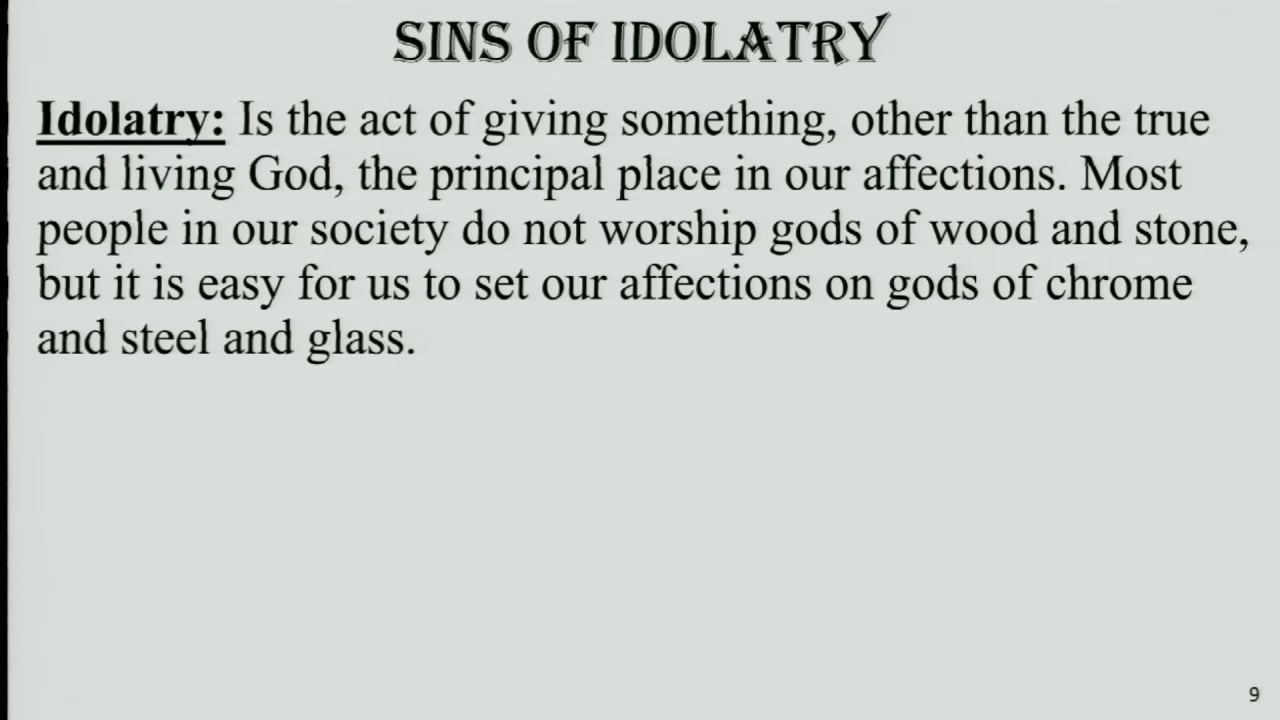 SINS OF IDOLATRY
Idolatry: Is the act of giving something, other than the true
and living God, the principal place in our affections. Most
people in our society do not worship gods of wood and stone,
but it is easy for us to set our affections on gods of chrome
and steel and glass.
9